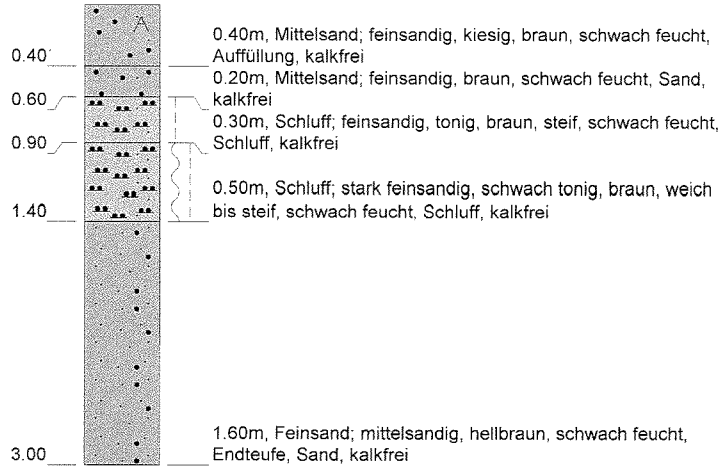 A
0.40m, Mittelsand; feinsandig, kiesig, braun, schwach feucht,
0.40
Auffüllung, kalkfrei
0.20m, Mittelsand; feinsandig, braun, schwach feucht, Sand,
0.60
kalkfrei
0.30m, Schluff; feinsandig, tonig, braun, steif, schwach feucht,
0.90
Schluff, kalkfrei
0.50m, Schluff; stark feinsandig, schwach tonig, braun, weich
1.40
bis steif, schwach feucht, Schluff, kalkfrei
1.60m, Feinsand; mittelsandig, hellbraun, schwach feucht,
3.00
Endteufe, Sand, kalkfrei